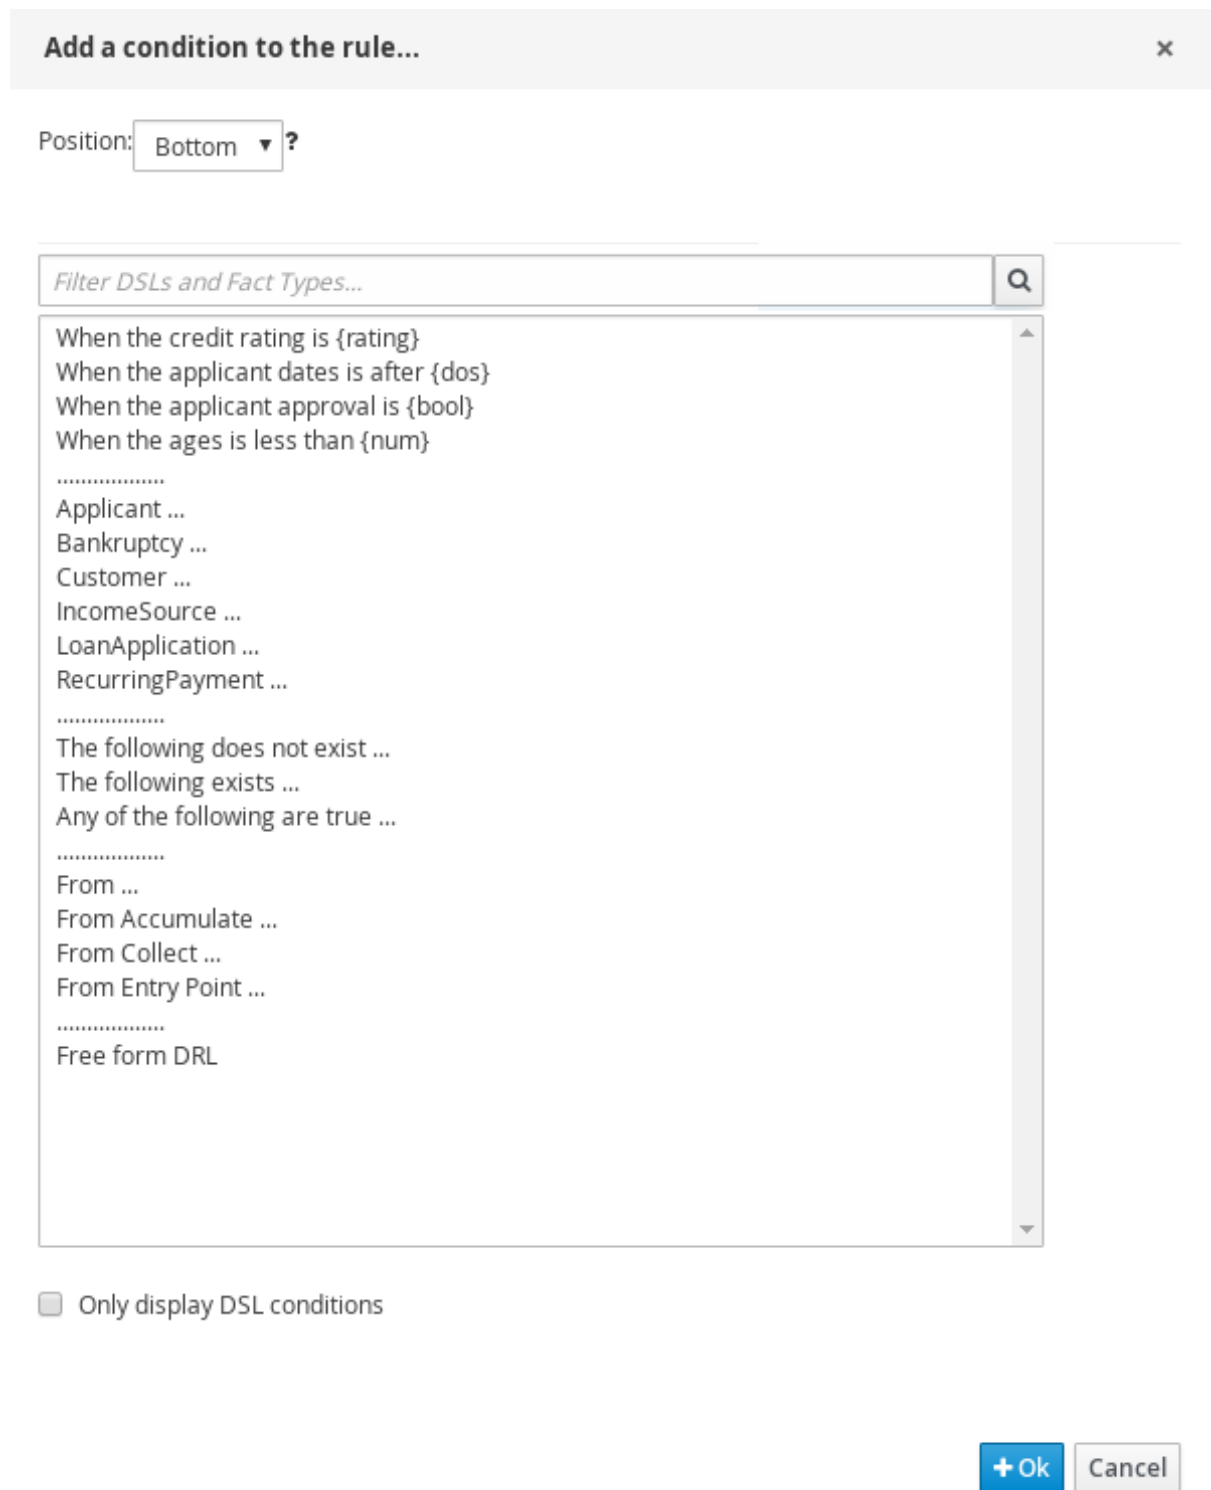 Add a condition to the rule...
×
Position: Bottom ▼ ?
Filter DSLs and Fact Types...
When the credit rating is {rating}
When the applicant dates is after {dos}
When the applicant approval is {bool}
When the ages is less than {num}
..................
Applicant ...
Bankruptcy ...
Customer ...
IncomeSource ...
LoanApplication ...
RecurringPayment ...
..................
The following does not exist ...
The following exists ...
Any of the following are true ...
..................
From ...
From Accumulate ...
From Collect ...
From Entry Point ...
..................
Free form DRL
Only display DSL conditions
+ Ok Cancel